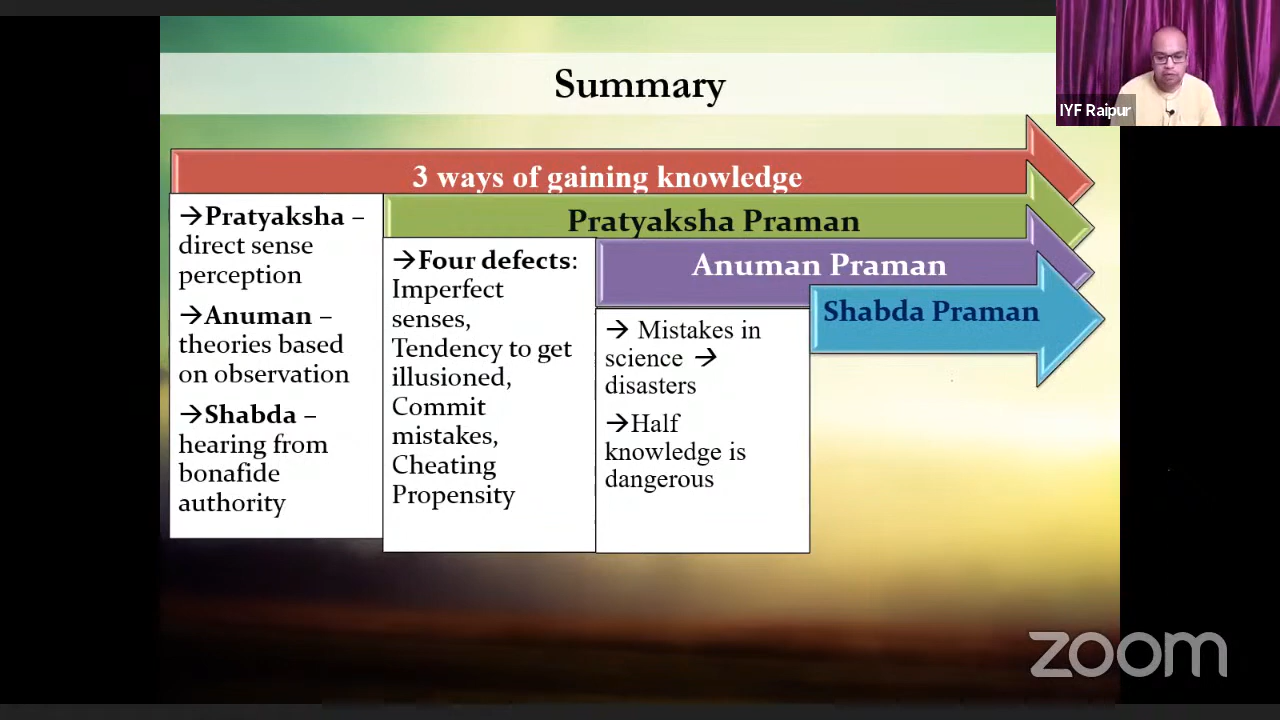 Summary
IYF Raipur
3 ways of gaining knowledge
→Pratyaksha –
direct sense
perception
→Anuman –
theories based
on observation
→Shabda –
hearing from
bonafide
authority
Pratyaksha Praman
→Four defects:
Imperfect
senses,
Tendency to get
illusioned,
Commit
mistakes,
Cheating
Propensity
Anuman Praman
→ Mistakes in
science →
disasters
→Half
knowledge is
dangerous
Shabda Praman
zoom